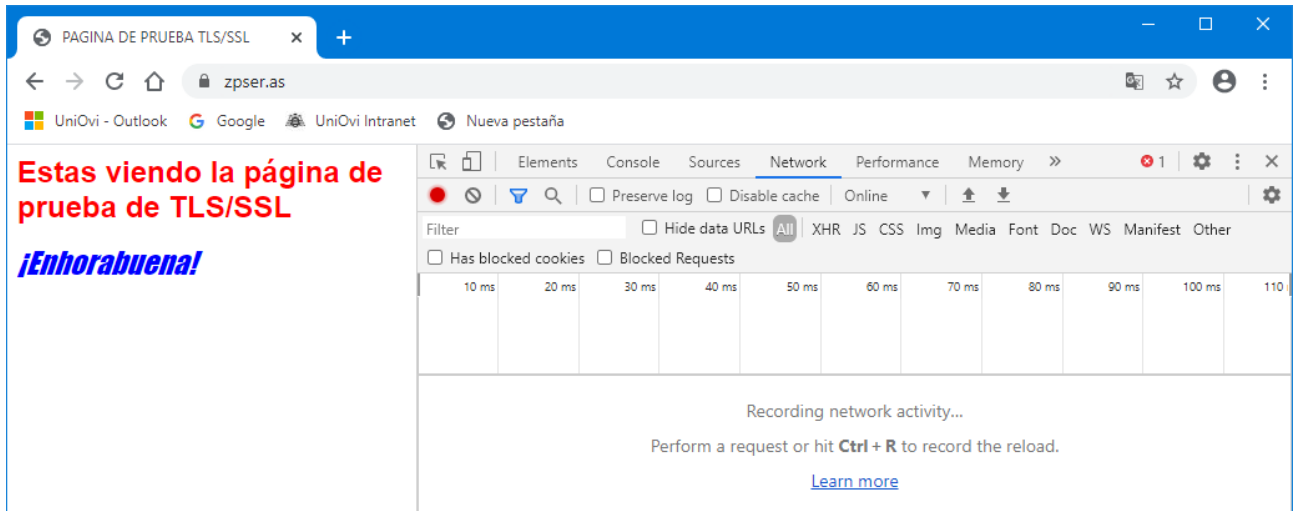 PAGINA DE PRUEBA TLS/SSL
zpser.as
UniOvi - Outlook Google UniOvi Intranet Nueva pestaña
Estas viendo la página de
prueba de TLS/SSL
¡Enhorabuena!
Elements Console Sources Network Performance Memory » 1
Preserve log Disable cache Online
Filter Hide data URLs All XHR JS CSS Img Media Font Doc WS Manifest Other
Has blocked cookies Blocked Requests
10 ms 20 ms 30 ms 40 ms 50 ms 60 ms 70 ms 80 ms 90 ms 100 ms 110
Recording network activity...
Perform a request or hit Ctrl + R to record the reload.
Learn more